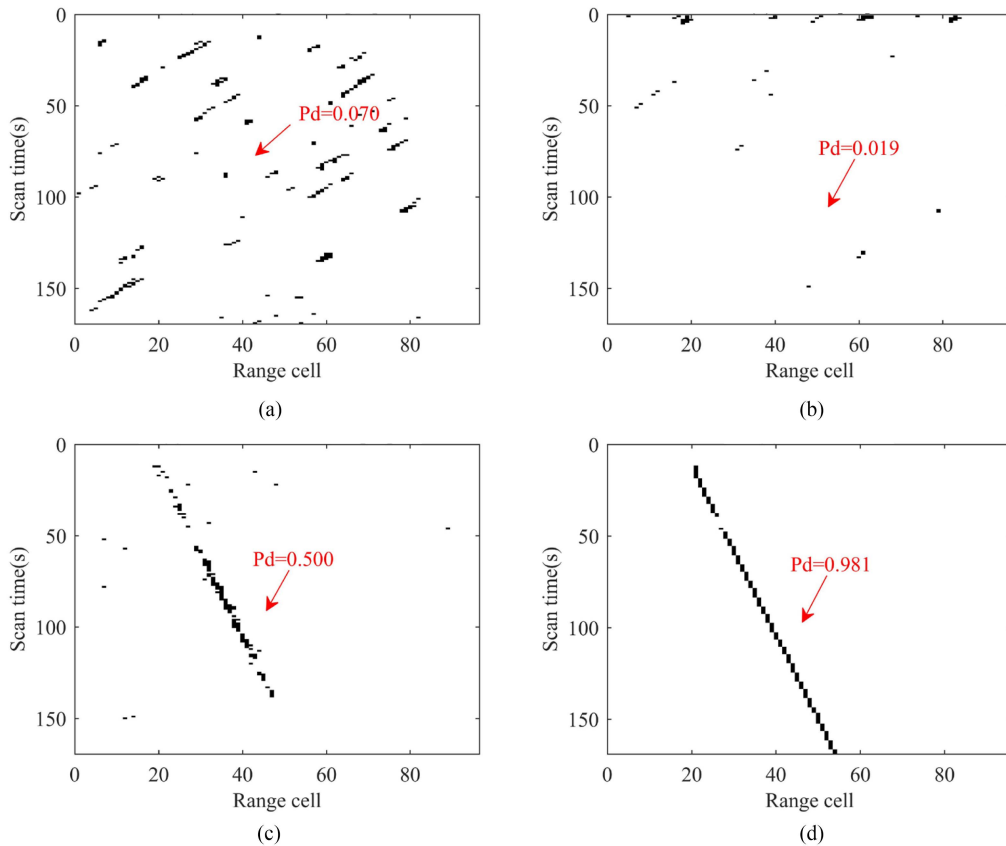 0
50
100
150
Scan time(s)
Pd=0.070
0 20 40 60 80
Range cell
(a)
0
50
100
150
Scan time(s)
Pd=0.019
0 20 40 60 80
Range cell
(b)
0
50
100
150
Scan time(s)
Pd=0.500
0 20 40 60 80
Range cell
(c)
0
50
100
150
Scan time(s)
Pd=0.981
0 20 40 60 80
Range cell
(d)